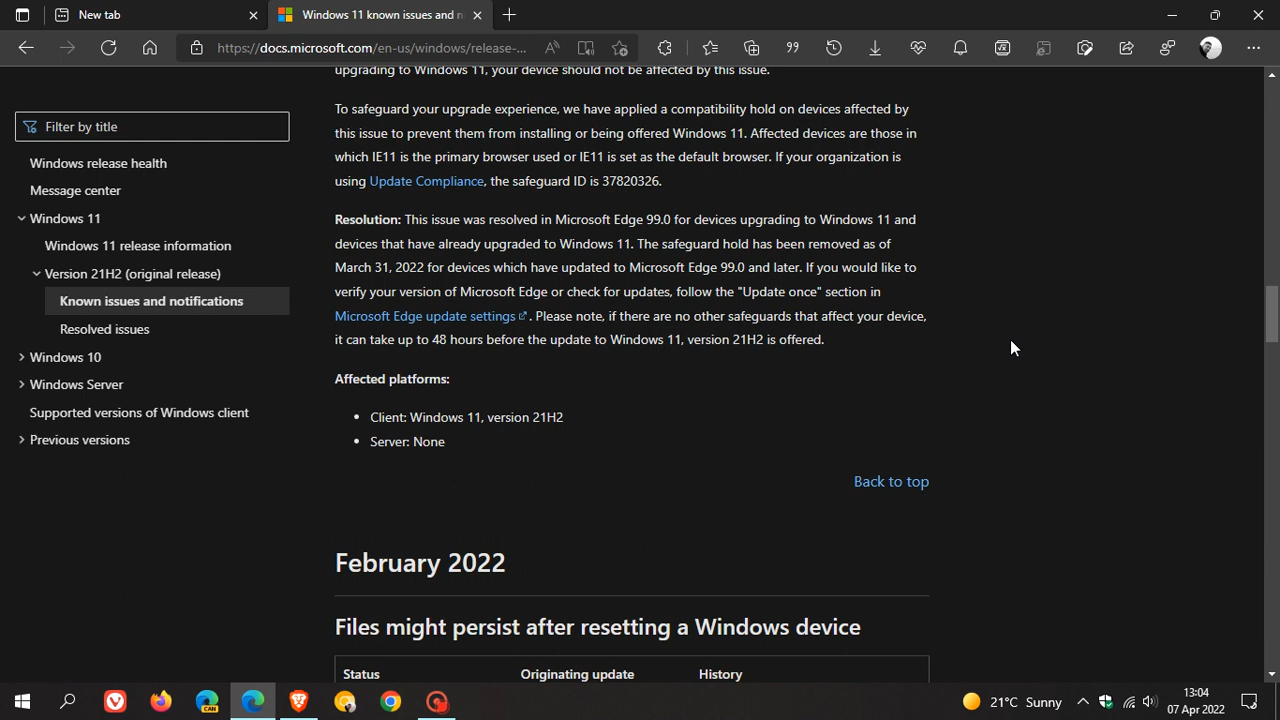 New tab
Windows 11 known issues and n
https://docs.microsoft.com/en-us/windows/release-...
CAN
Filter by title
Windows release health
Message center
Windows 11
Windows 11 release information
Version 21H2 (original release)
Known issues and notifications
Resolved issues
Windows 10
Windows Server
Supported versions of Windows client
Previous versions
upgrading to Windows 11, your device should not be affected by this issue.
To safeguard your upgrade experience, we have applied a compatibility hold on devices affected by
this issue to prevent them from installing or being offered Windows 11. Affected devices are those in
which IE11 is the primary browser used or IE11 is set as the default browser. If your organization is
using Update Compliance, the safeguard ID is 37820326.
Resolution: This issue was resolved in Microsoft Edge 99.0 for devices upgrading to Windows 11 and
devices that have already upgraded to Windows 11. The safeguard hold has been removed as of
March 31, 2022 for devices which have updated to Microsoft Edge 99.0 and later. If you would like to
verify your version of Microsoft Edge or check for updates, follow the "Update once" section in
Microsoft Edge update settings . Please note, if there are no other safeguards that affect your device,
it can take up to 48 hours before the update to Windows 11, version 21H2 is offered.
Affected platforms:
• Client: Windows 11, version 21H2
• Server: None
Back to top
February 2022
Files might persist after resetting a Windows device
Status Originating update History
21°C Sunny
13:04
07 Apr 2022